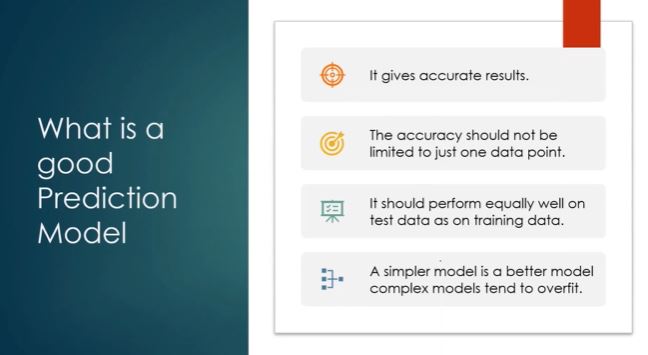 What is a
good
Prediction
Model
It gives accurate results.
The accuracy should not be
limited to just one data point.
It should perform equally well on
test data as on training data.
A simpler model is a better model
complex models tend to overfit.